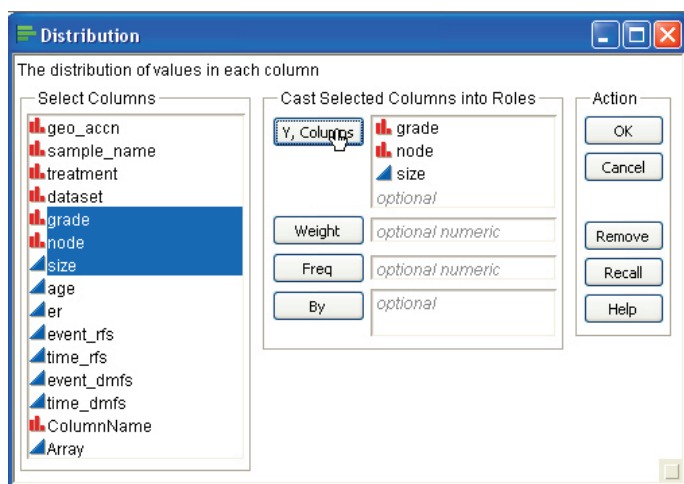 Distribution
The distribution of values in each column
Select Columns
geo_accn
sample_name
treatment
dataset
grade
node
size
age
er
event_rfs
time_rfs
event_dmfs
time_dmfs
ColumnName
Array
Cast Selected Columns into Roles
Y, Columns
grade
node
size
optional
Weight
optional numeric
Freq
optional numeric
By
optional
Action
OK
Cancel
Remove
Recall
Help